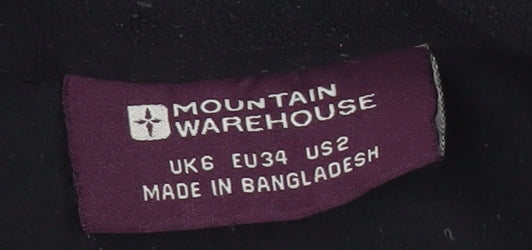 MOUNTAIN
WAREHOUSE
UK6 EU34 US2
MADE IN BANGLADESH